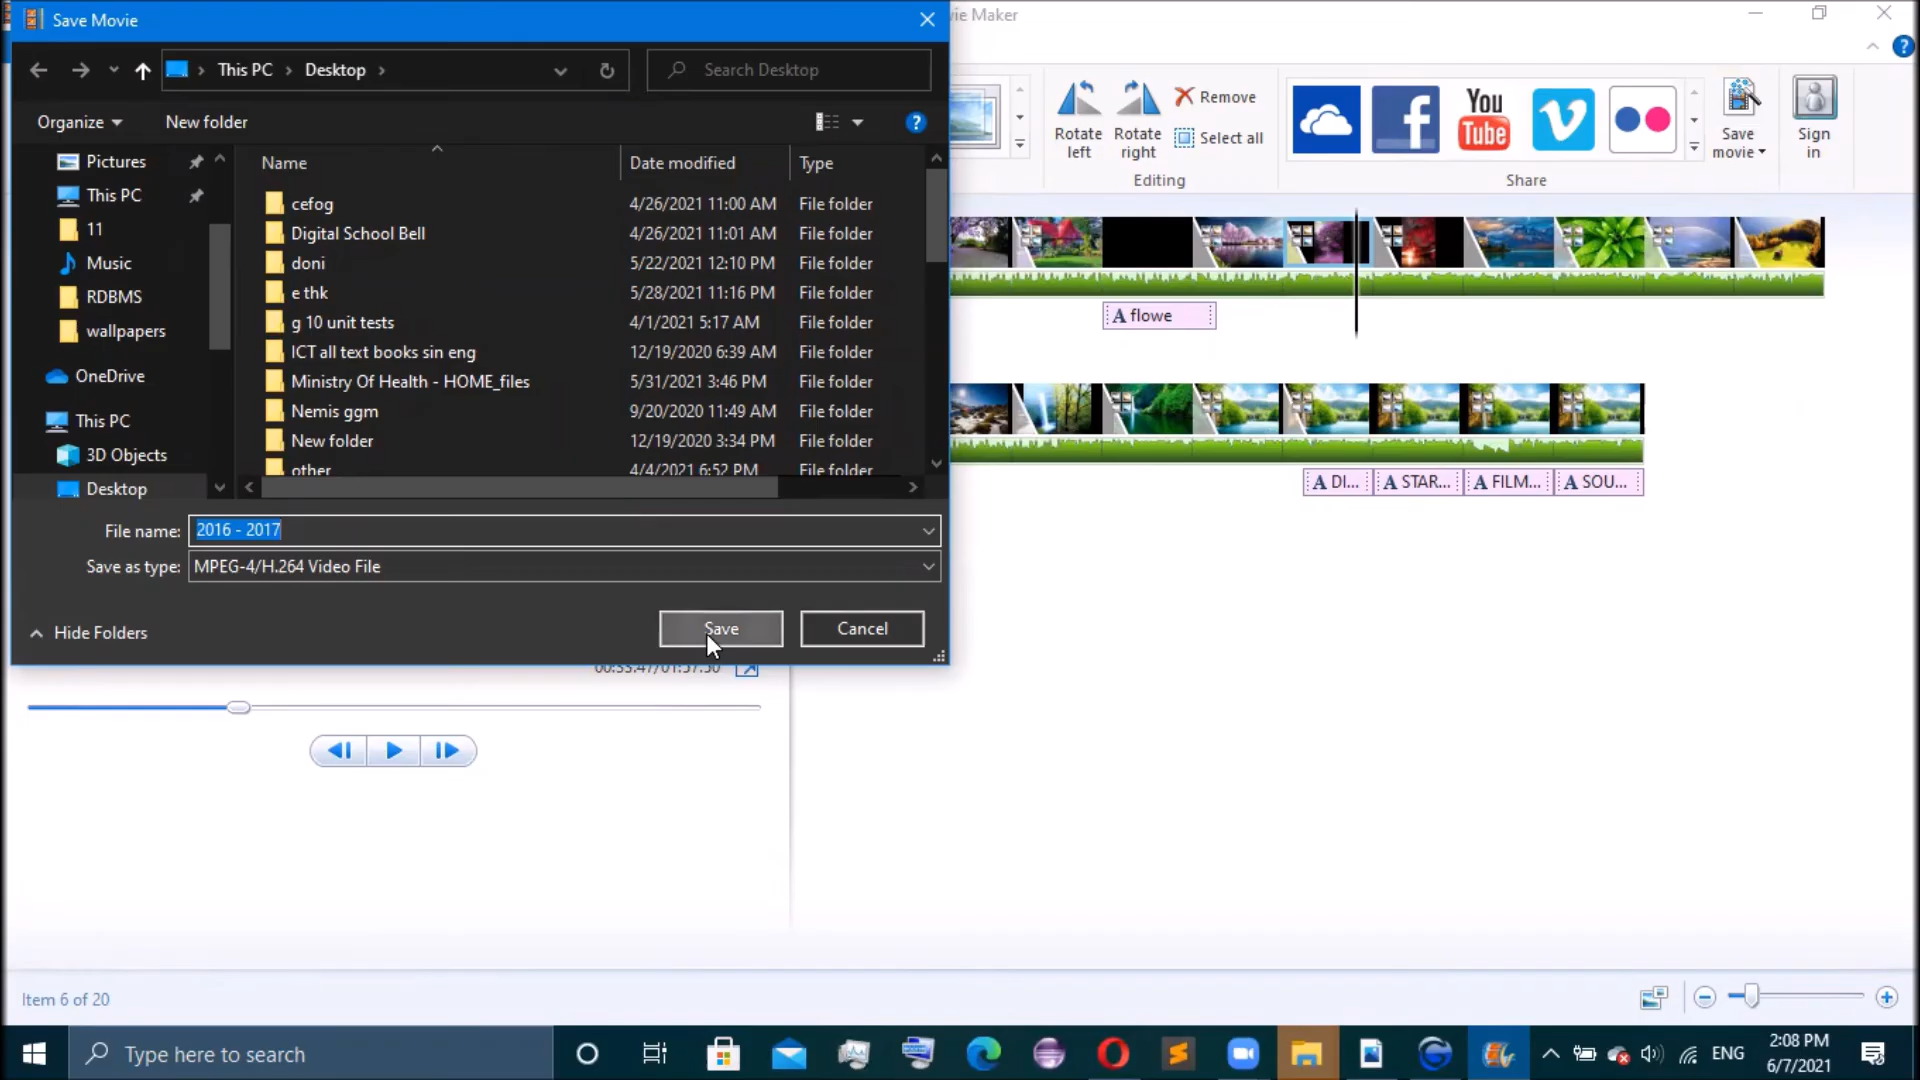 Save Movie
vie Maker
This PC
Desktop
Search Desktop
Organize
New folder
Pictures
This PC
11
Music
RDBMS
wallpapers
OneDrive
This PC
3D Objects
Desktop
Name
Date modified
Type
cefog
4/26/2021 11:00 AM
File folder
Digital School Bell
4/26/2021 11:01 AM
File folder
doni
5/22/2021 12:10 PM
File folder
e thk
5/28/2021 11:16 PM
File folder
g 10 unit tests
4/1/2021 5:17 AM
File folder
ICT all text books sin eng
12/19/2020 6:39 AM
File folder
Ministry Of Health - HOME_files
5/31/2021 3:46 PM
File folder
Nemis ggm
9/20/2020 11:49 AM
File folder
New folder
12/19/2020 3:34 PM
File folder
other
4/4/2021 6:52 PM
File folder
File name:
2016 - 2017
Save as type:
MPEG-4/H.264 Video File
Hide Folders
Save
Cancel
Rotate
left
Rotate
right
Remove
Select all
Editing
You
Tube
Share
Save
movie
Sign
in
A flowe
A DI...
A STAR...
A FILM...
A SOU...
00:33.47/01:57.50
Item 6 of 20
Type here to search
ENG
2:08 PM
6/7/2021